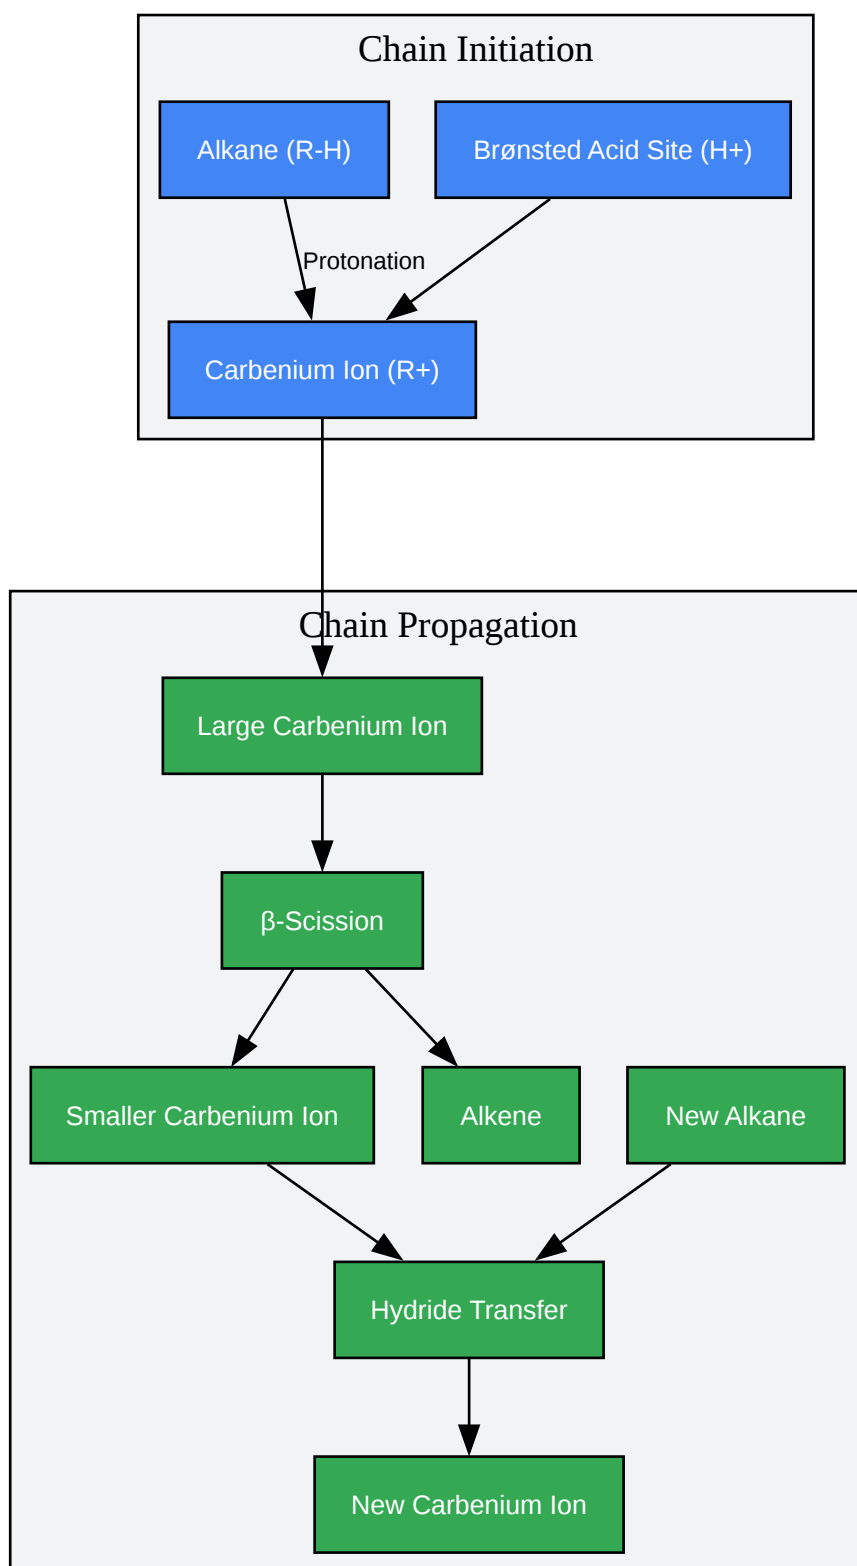 Chain Initiation
Alkane (R-H)
Brønsted Acid Site (H+)
Protonation
Carbenium Ion (R+)
Chain Propagation
Large Carbenium Ion
β-Scission
Smaller Carbenium Ion
Alkene
New Alkane
Hydride Transfer
New Carbenium Ion